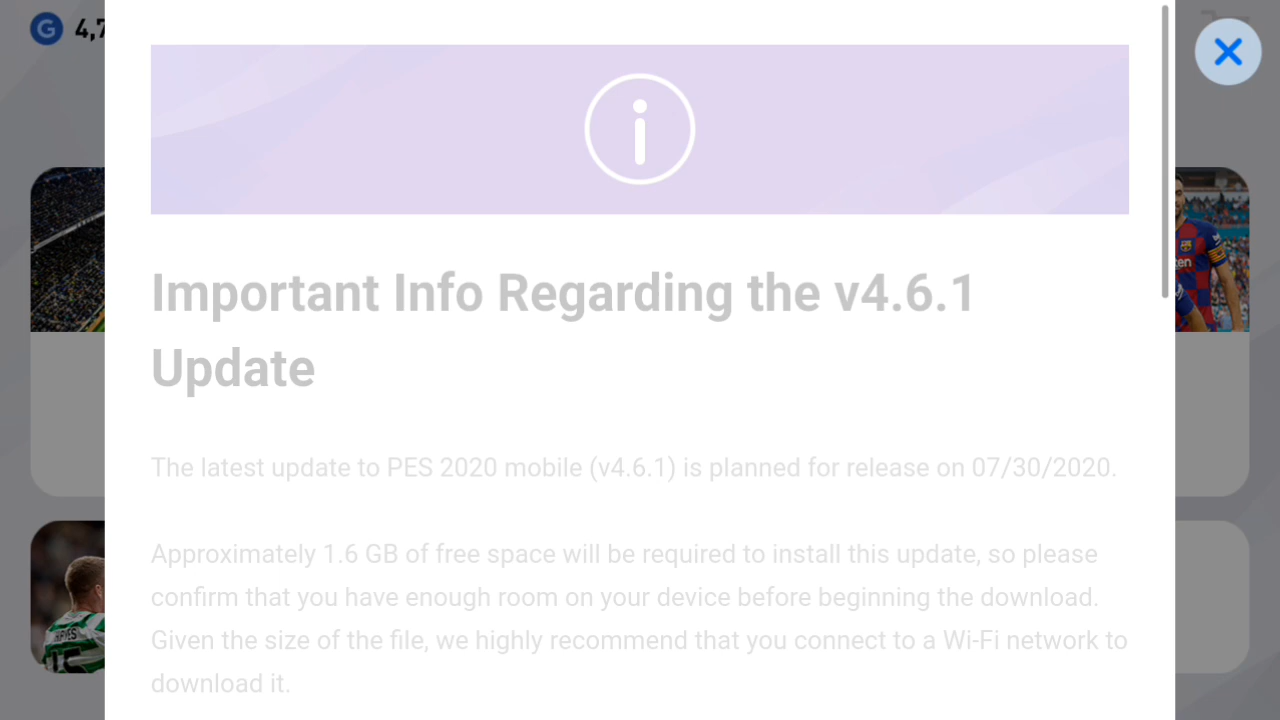 G 4,7
Important Info Regarding the v4.6.1
Update
The latest update to PES 2020 mobile (v4.6.1) is planned for release on 07/30/2020.
Approximately 1.6 GB of free space will be required to install this update, so please
confirm that you have enough room on your device before beginning the download.
Given the size of the file, we highly recommend that you connect to a Wi-Fi network to
download it.